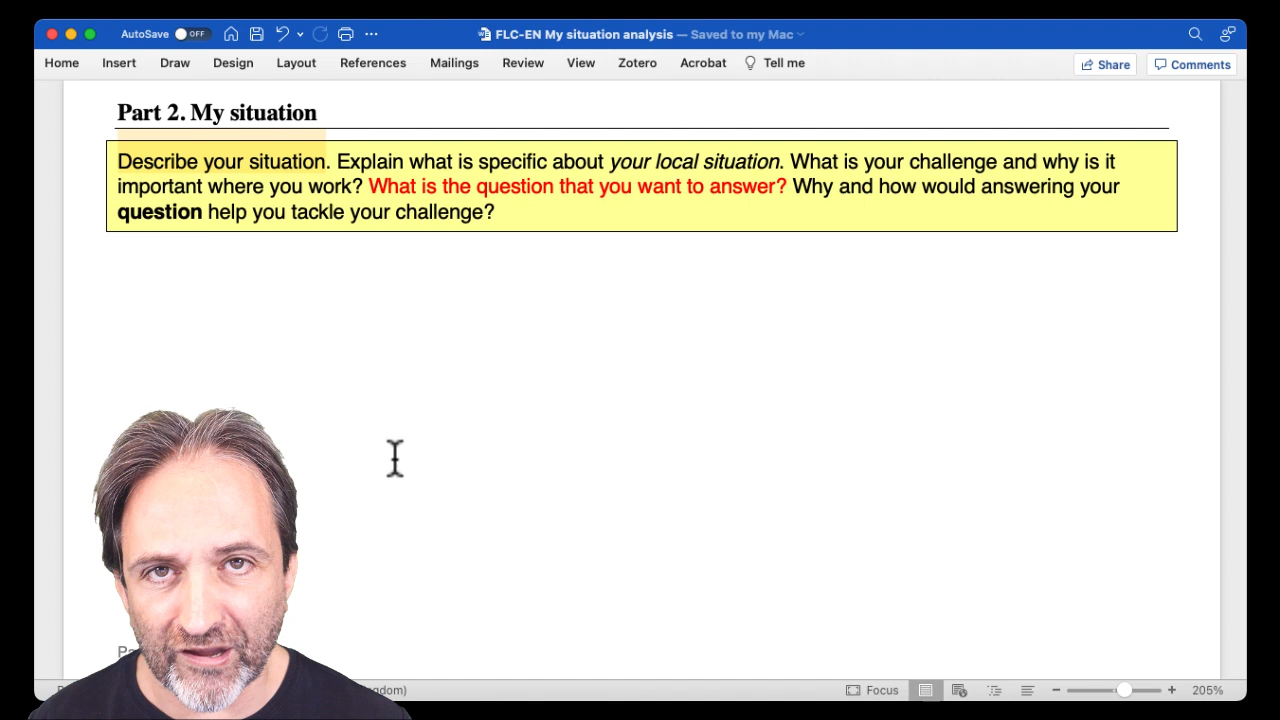 AutoSave OFF FLC-EN My situation analysis — Saved to my Mac
Home Insert Draw Design Layout References Mailings Review View Zotero Acrobat Tell me Share Comments
Part 2. My situation
Describe your situation. Explain what is specific about your local situation. What is your challenge and why is it
important where you work? What is the question that you want to answer? Why and how would answering your
question help you tackle your challenge?
Focus 205%